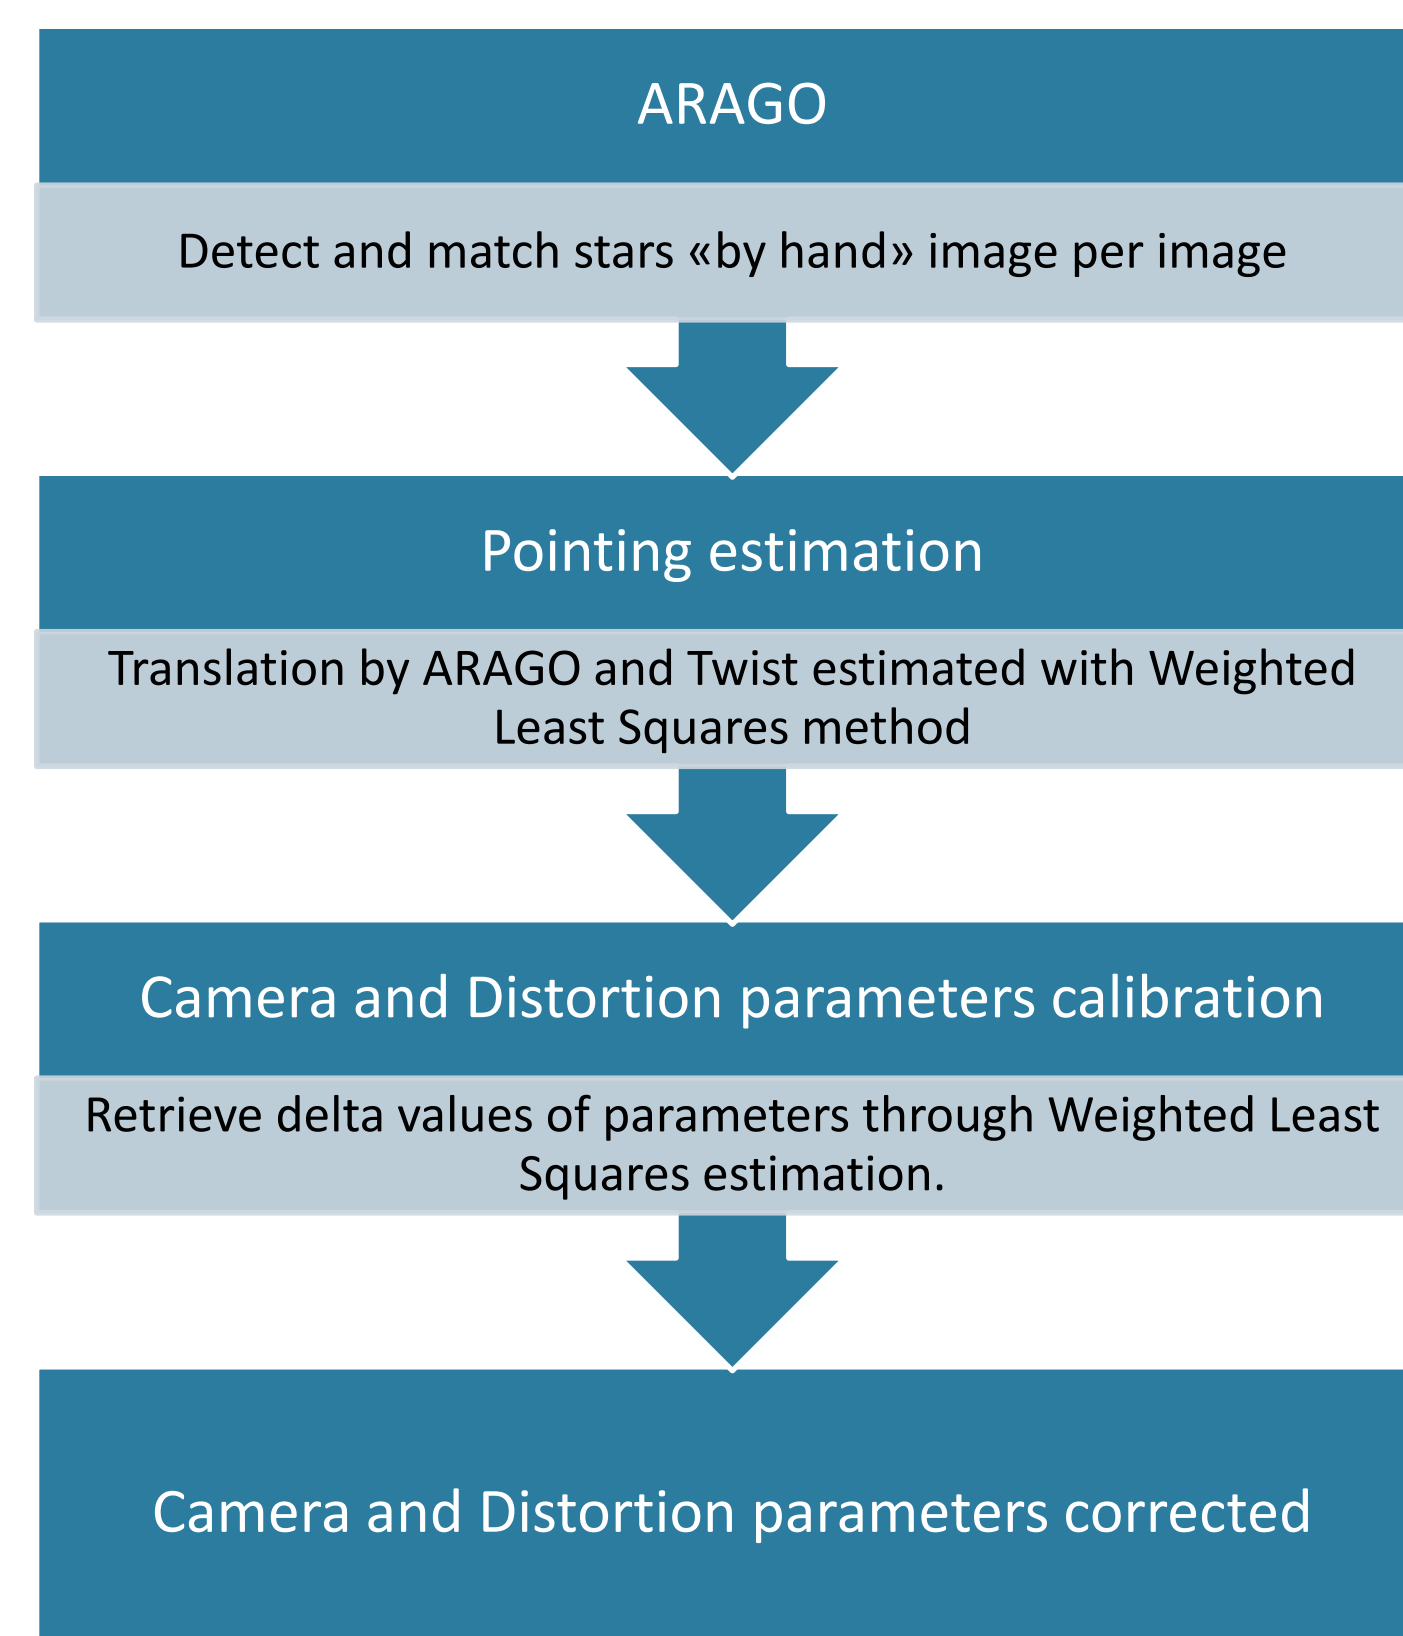 ARAGO
Detect and match stars «by hand» image per image
Pointing estimation
Translation by ARAGO and Twist estimated with Weighted
Least Squares method
Camera and Distortion parameters calibration
Retrieve delta values of parameters through Weighted Least
Squares estimation.
Camera and Distortion parameters corrected